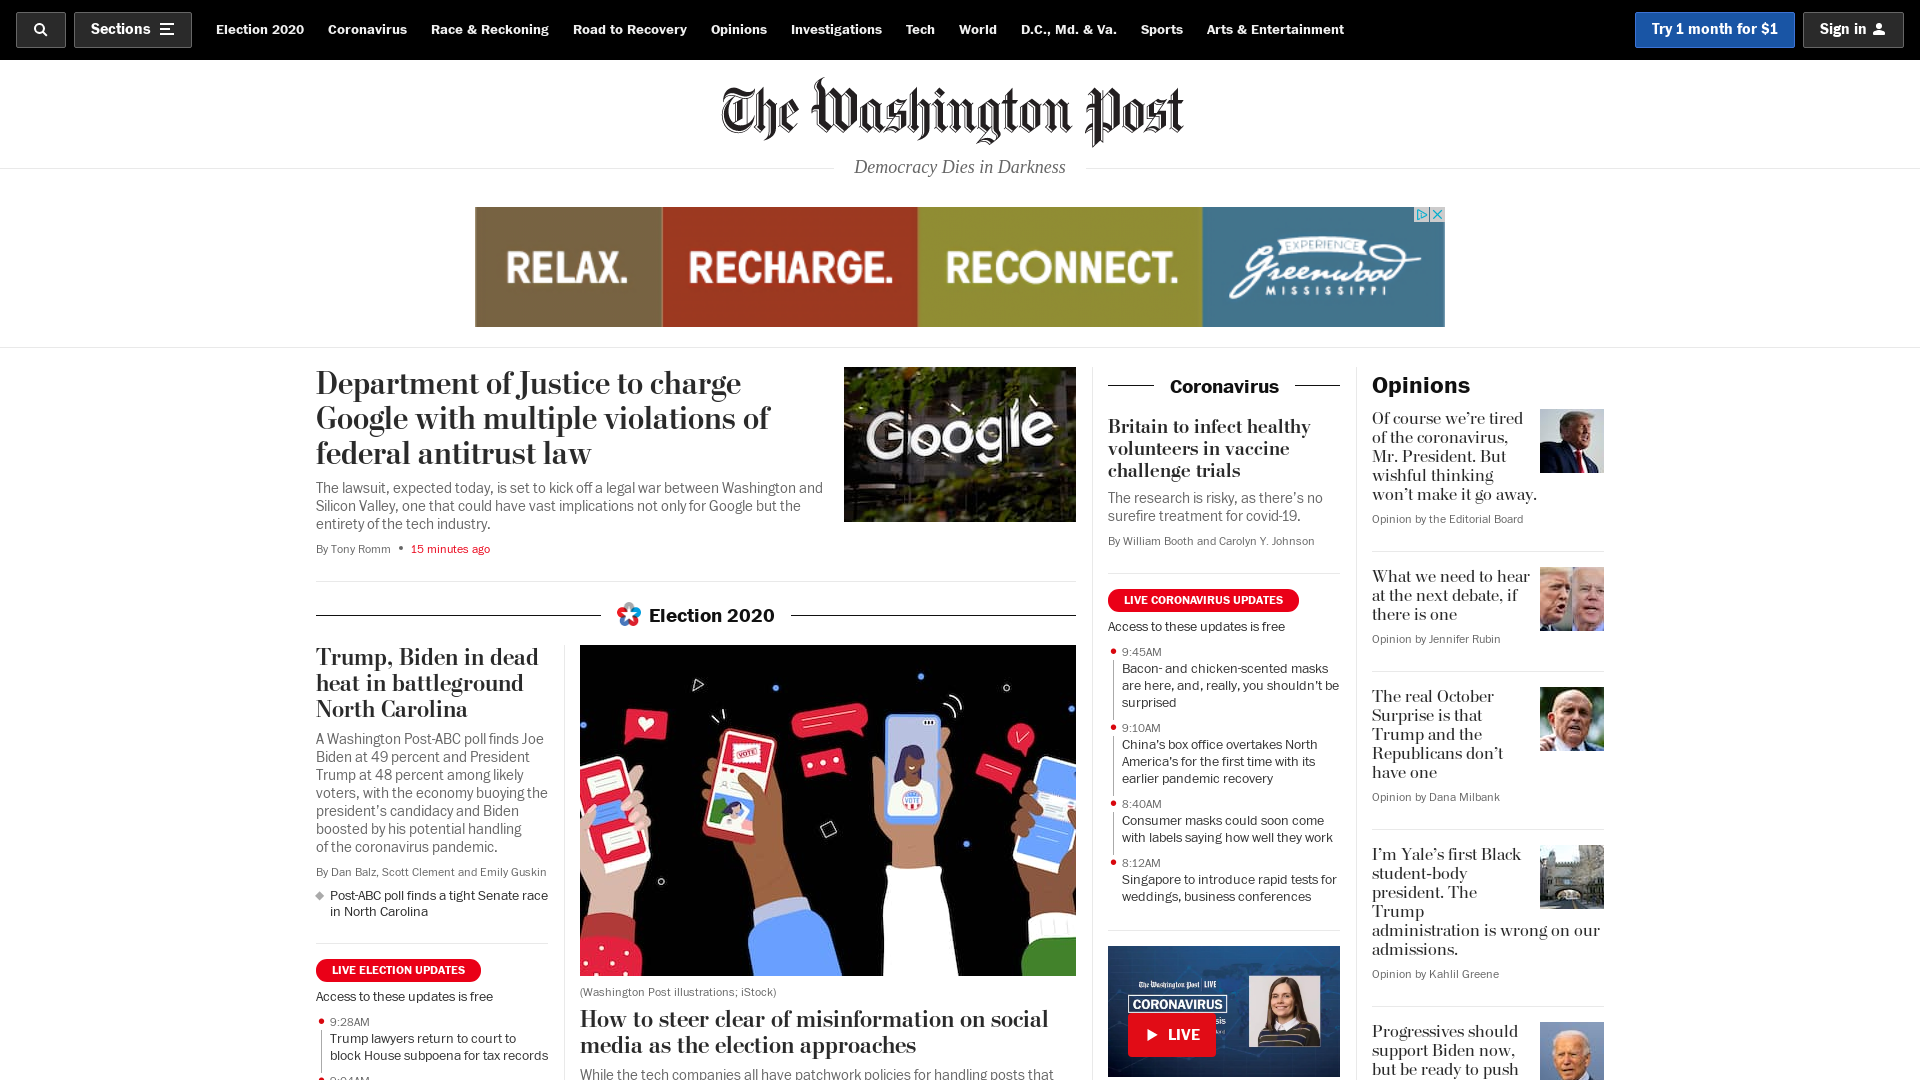 Sections
Election 2020
Coronavirus
Race & Reckoning
Road to Recovery
Opinions
Investigations
Tech
World
D.C., Md. & Va.
Sports
Arts & Entertainment
Try 1 month for $1
Sign in
The Washington Post
Democracy Dies in Darkness
RELAX.
RECHARGE.
RECONNECT.
EXPERIENCE
Greenwood
MISSISSIPPI
Department of Justice to charge
Google with multiple violations of
federal antitrust law
The lawsuit, expected today, is set to kick off a legal war between Washington and
Silicon Valley, one that could have vast implications not only for Google but the
entirety of the tech industry.
By Tony Romm • 15 minutes ago
Google
Election 2020
Trump, Biden in dead
heat in battleground
North Carolina
A Washington Post-ABC poll finds Joe
Biden at 49 percent and President
Trump at 48 percent among likely
voters, with the economy buoying the
president’s candidacy and Biden
boosted by his potential handling
of the coronavirus pandemic.
By Dan Balz, Scott Clement and Emily Guskin
Post-ABC poll finds a tight Senate race
in North Carolina
LIVE ELECTION UPDATES
Access to these updates is free
9:28AM
Trump lawyers return to court to
block House subpoena for tax records
VOTE
VOTE
(Washington Post illustrations; iStock)
How to steer clear of misinformation on social
media as the election approaches
While the tech companies all have patchwork policies for handling posts that
Coronavirus
Britain to infect healthy
volunteers in vaccine
challenge trials
The research is risky, as there’s no
surefire treatment for covid-19.
By William Booth and Carolyn Y. Johnson
LIVE CORONAVIRUS UPDATES
Access to these updates is free
9:45AM
Bacon- and chicken-scented masks
are here, and, really, you shouldn’t be
surprised
9:10AM
China’s box office overtakes North
America’s for the first time with its
earlier pandemic recovery
8:40AM
Consumer masks could soon come
with labels saying how well they work
8:12AM
Singapore to introduce rapid tests for
weddings, business conferences
The Washington Post LIVE
CORONAVIRUS
LIVE
Opinions
Of course we’re tired
of the coronavirus,
Mr. President. But
wishful thinking
won’t make it go away.
Opinion by the Editorial Board
What we need to hear
at the next debate, if
there is one
Opinion by Jennifer Rubin
The real October
Surprise is that
Trump and the
Republicans don’t
have one
Opinion by Dana Milbank
I’m Yale’s first Black
student-body
president. The
Trump
administration is wrong on our
admissions.
Opinion by Kahlil Greene
Progressives should
support Biden now,
but be ready to push